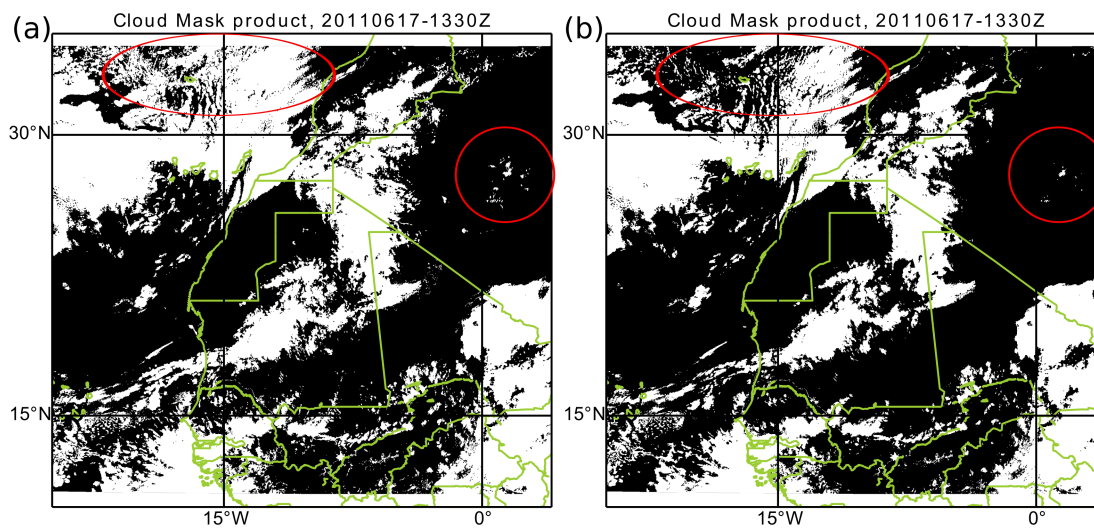 (a) Cloud Mask product, 20110617-1330Z
30°N
15°N
15°W 0°
(b) Cloud Mask product, 20110617-1330Z
30°N
15°N
15°W 0°